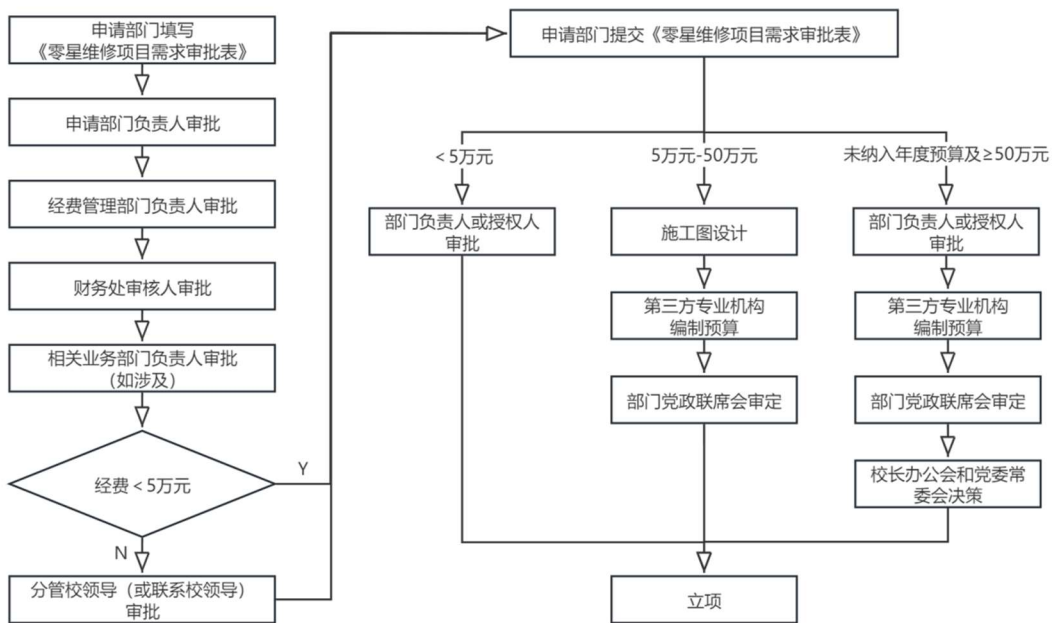 申请部门填写
《零星维修项目需求审批表》
申请部门负责人审批
经费管理部门负责人审批
财务处审核人审批
相关业务部门负责人审批
（如涉及）
经费＜5万元
Y
N
分管校领导（或联系校领导）
审批
申请部门提交《零星维修项目需求审批表》
＜5万元
5万元-50万元
未纳入年度预算及≥50万元
部门负责人或授权人
审批
施工图设计
部门负责人或授权人
审批
第三方专业机构
编制预算
第三方专业机构
编制预算
部门党政联席会审定
部门党政联席会审定
校长办公会和党委常
委会决策
立项